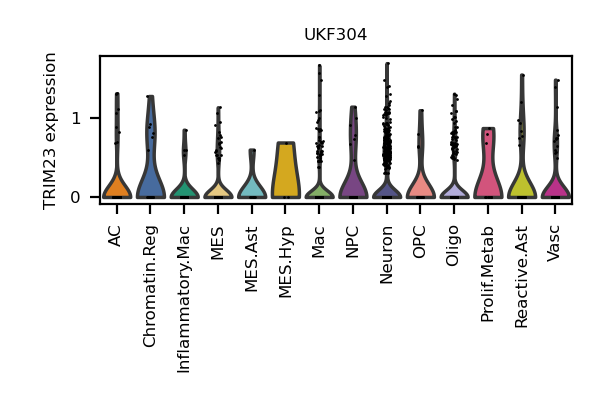 UKF304
TRIM23 expression
1
0
AC
Chromatin.Reg
Inflammatory.Mac
MES
MES.Ast
MES.Hyp
Mac
NPC
Neuron
OPC
Oligo
Prolif.Metab
Reactive.Ast
Vasc